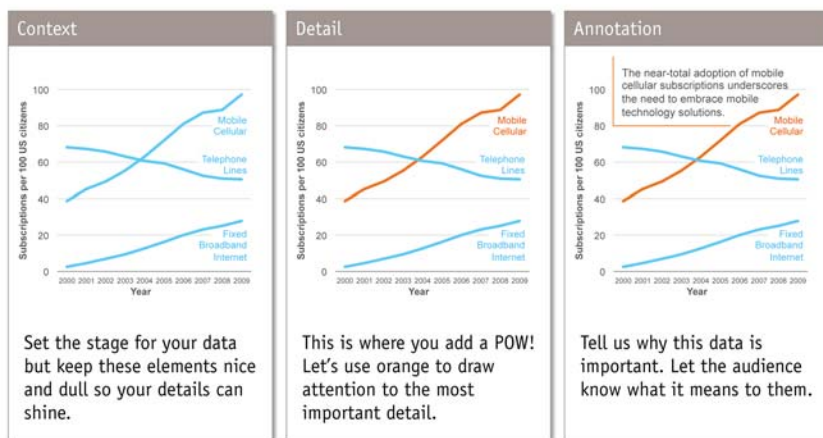 Context
100
80
60
40
20
0
Subscriptions per 100 US citizens
Mobile
Cellular
Telephone
Lines
Fixed
Broadband
Internet
2000 2001 2002 2003 2004 2005 2006 2007 2008 2009
Year
Set the stage for your data
but keep these elements nice
and dull so your details can
shine.
Detail
100
80
60
40
20
0
Subscriptions per 100 US citizens
Mobile
Cellular
Telephone
Lines
Fixed
Broadband
Internet
2000 2001 2002 2003 2004 2005 2006 2007 2008 2009
Year
This is where you add a POW!
Let's use orange to draw
attention to the most
important detail.
Annotation
The near-total adoption of mobile
cellular subscriptions underscores
the need to embrace mobile
technology solutions.
100
80
60
40
20
0
Subscriptions per 100 US citizens
Mobile
Cellular
Telephone
Lines
Fixed
Broadband
Internet
2000 2001 2002 2003 2004 2005 2006 2007 2008 2009
Year
Tell us why this data is
important. Let the audience
know what it means to them.